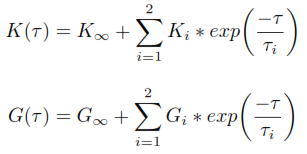 K(τ) = K∞ + ∑_{i=1}^{2} K_i * exp(−τ/τ_i)
G(τ) = G∞ + ∑_{i=1}^{2} G_i * exp(−τ/τ_i)